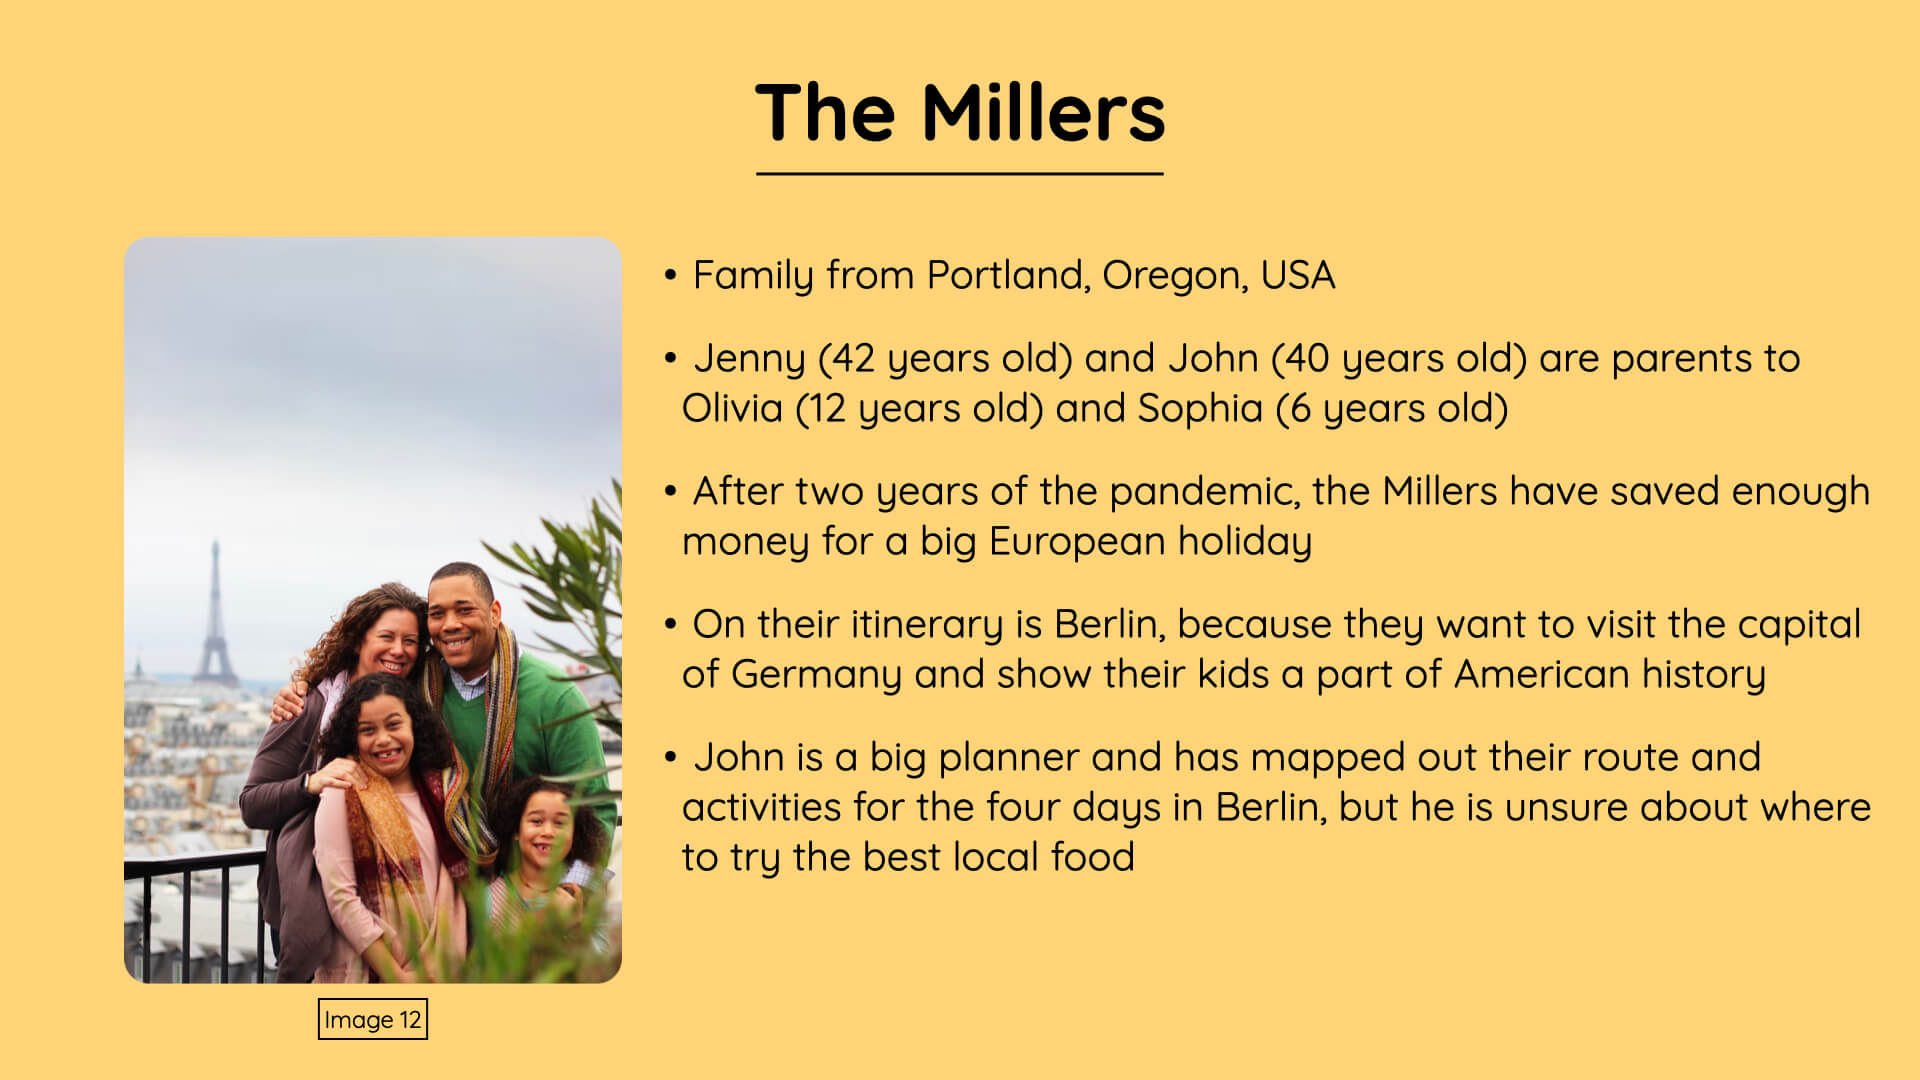 The Millers
• Family from Portland, Oregon, USA
• Jenny (42 years old) and John (40 years old) are parents to
Olivia (12 years old) and Sophia (6 years old)
• After two years of the pandemic, the Millers have saved enough
money for a big European holiday
• On their itinerary is Berlin, because they want to visit the capital
of Germany and show their kids a part of American history
• John is a big planner and has mapped out their route and
activities for the four days in Berlin, but he is unsure about where
to try the best local food
Image 12